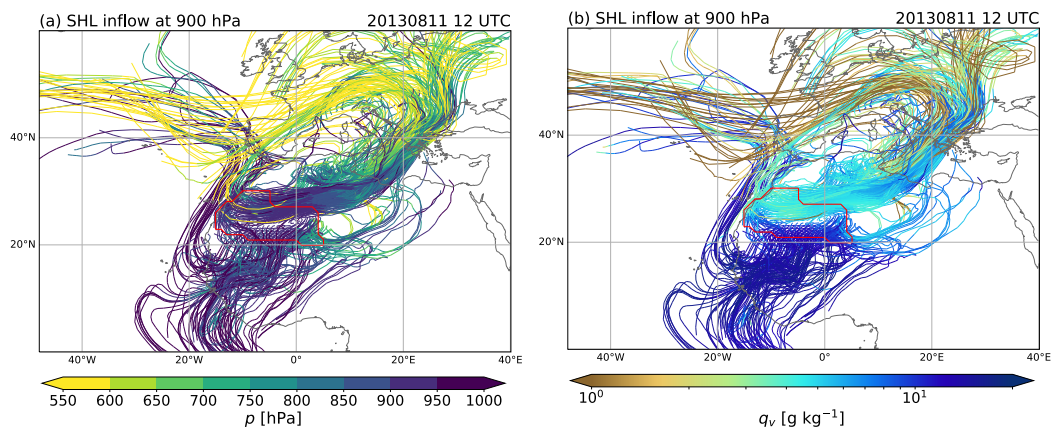 (a) SHL inflow at 900 hPa 20130811 12 UTC
40°N
20°N
40°W 20°W 0° 20°E 40°E
550 600 650 700 750 800 850 900 950 1000
p [hPa]
(b) SHL inflow at 900 hPa 20130811 12 UTC
40°N
20°N
40°W 20°W 0° 20°E 40°E
10⁰ 10¹
qᵥ [g kg⁻¹]